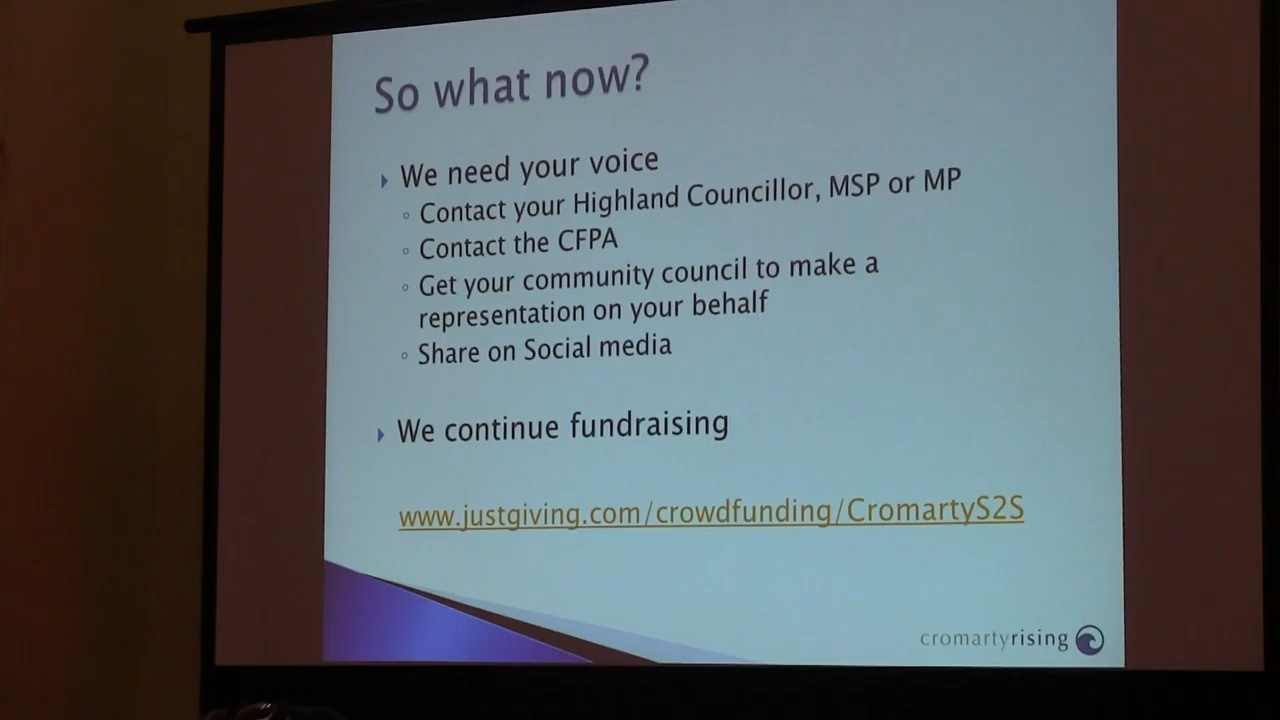 So what now?
We need your voice
Contact your Highland Councillor, MSP or MP
Contact the CFPA
Get your community council to make a
representation on your behalf
Share on Social media
We continue fundraising
www.justgiving.com/crowdfunding/CromartyS2S
cromartyrising